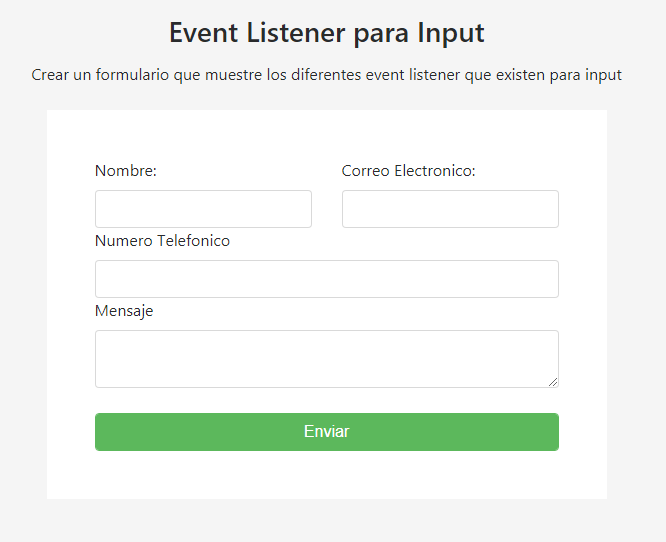 Event Listener para Input
Crear un formulario que muestre los diferentes event listener que existen para input
Nombre:
Correo Electronico:
Numero Telefonico
Mensaje
Enviar